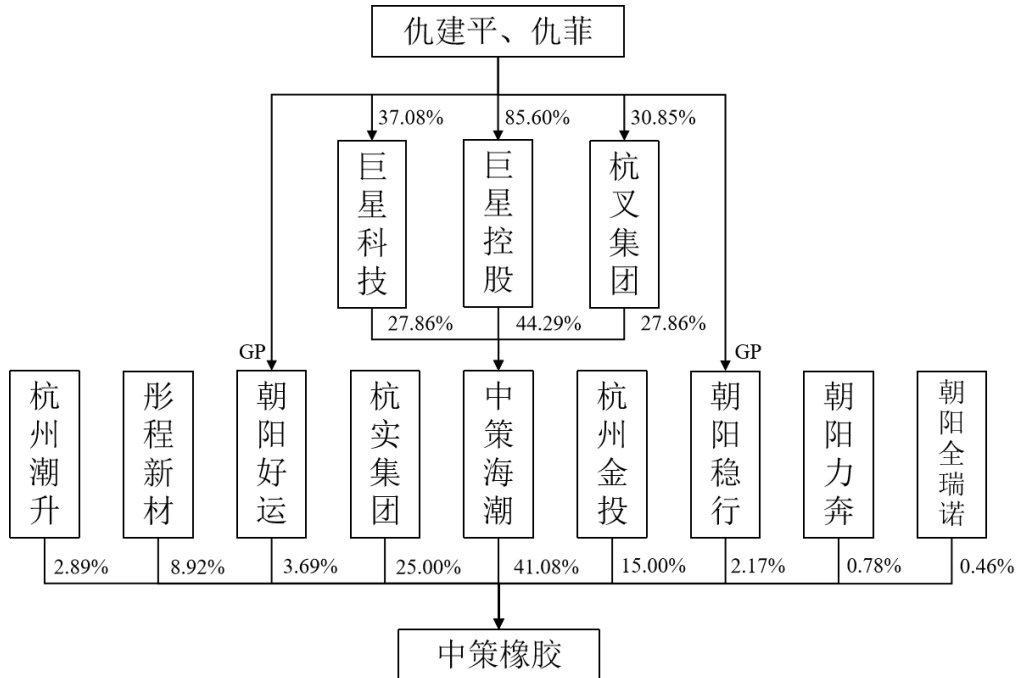 仇建平、仇菲
37.08%
85.60%
30.85%
巨星科技
巨星控股
杭叉集团
27.86%
44.29%
27.86%
GP
GP
杭州潮升
彤程新材
朝阳好运
杭实集团
中策海潮
杭州金投
朝阳稳行
朝阳力奔
朝阳全瑞诺
2.89%
8.92%
3.69%
25.00%
41.08%
15.00%
2.17%
0.78%
0.46%
中策橡胶